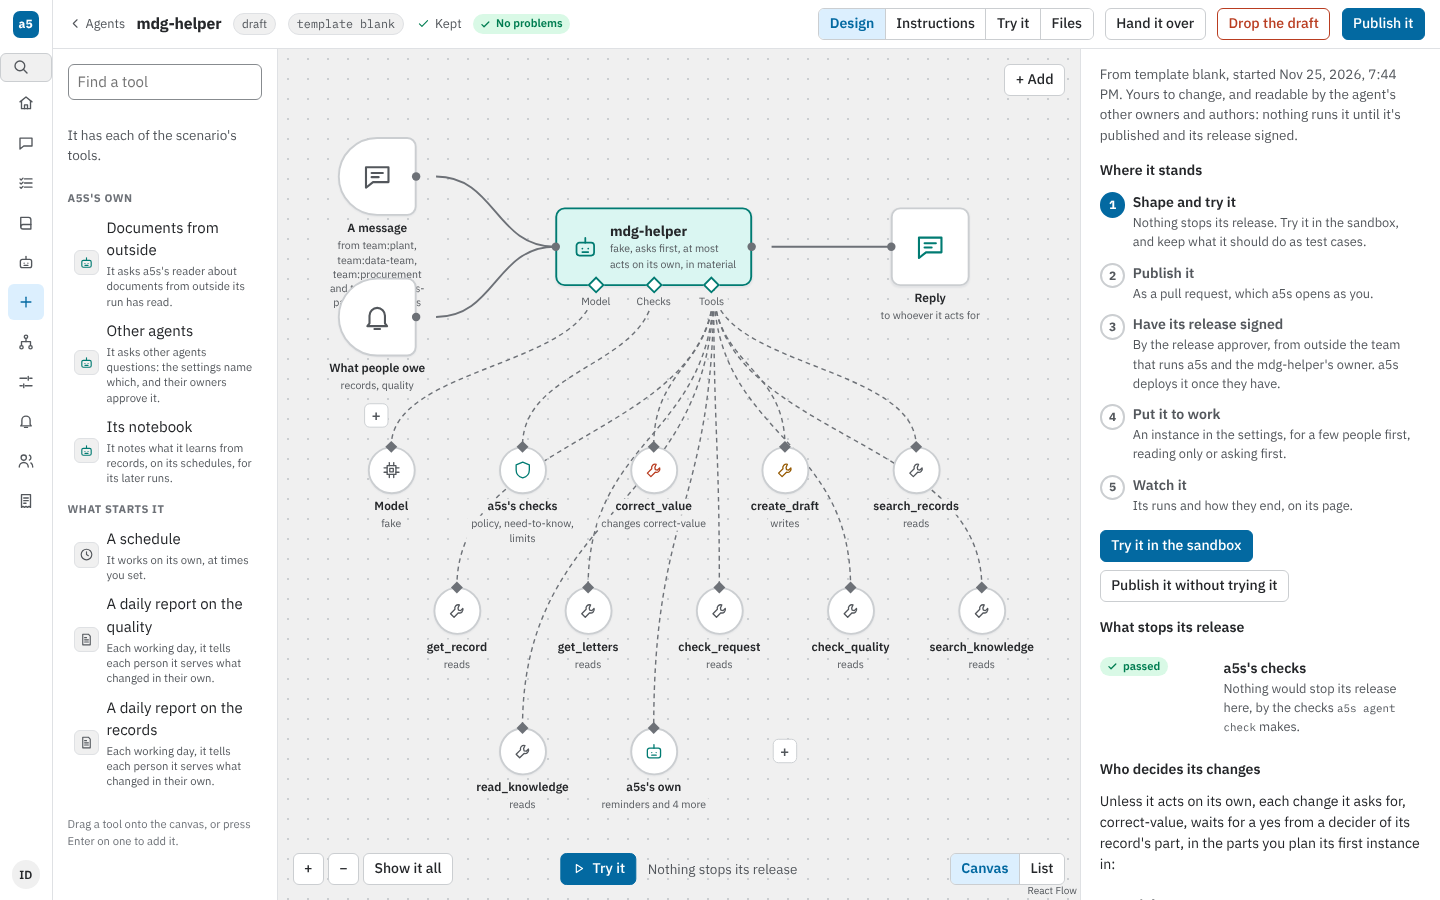 a5
Agents
mdg-helper
draft
template blank
Kept
No problems
Design
Instructions
Try it
Files
Hand it over
Drop the draft
Publish it
Find a tool
It has each of the scenario's
tools.
A5S'S OWN
Documents from
outside
It asks a5s's reader about
documents from outside its
run has read.
Other agents
It asks other agents
questions: the settings name
which, and their owners
approve it.
Its notebook
It notes what it learns from
records, on its schedules, for
its later runs.
WHAT STARTS IT
A schedule
It works on its own, at times
you set.
A daily report on the
quality
Each working day, it tells
each person it serves what
changed in their own.
A daily report on the
records
Each working day, it tells
each person it serves what
changed in their own.
Drag a tool onto the canvas, or press
Enter on one to add it.
ID
+ Add
A message
from team:plant,
team:data-team,
team:procurement
What people owe
records, quality
+
mdg-helper
fake, asks first, at most
acts on its own, in material
Model
Checks
Tools
Reply
to whoever it acts for
Model
fake
a5s's checks
policy, need-to-know,
limits
correct_value
changes correct-value
create_draft
writes
search_records
reads
get_record
reads
get_letters
reads
check_request
reads
check_quality
reads
search_knowledge
reads
read_knowledge
reads
a5s's own
reminders and 4 more
+
+
−
Show it all
Try it
Nothing stops its release
Canvas
List
React Flow
From template blank, started Nov 25, 2026, 7:44
PM. Yours to change, and readable by the agent's
other owners and authors: nothing runs it until it's
published and its release signed.
Where it stands
1
Shape and try it
Nothing stops its release. Try it in the sandbox,
and keep what it should do as test cases.
2
Publish it
As a pull request, which a5s opens as you.
3
Have its release signed
By the release approver, from outside the team
that runs a5s and the mdg-helper's owner. a5s
deploys it once they have.
4
Put it to work
An instance in the settings, for a few people first,
reading only or asking first.
5
Watch it
Its runs and how they end, on its page.
Try it in the sandbox
Publish it without trying it
What stops its release
passed
a5s's checks
Nothing would stop its release
here, by the checks a5s agent
check makes.
Who decides its changes
Unless it acts on its own, each change it asks for,
correct-value, waits for a yes from a decider of its
record's part, in the parts you plan its first instance
in: